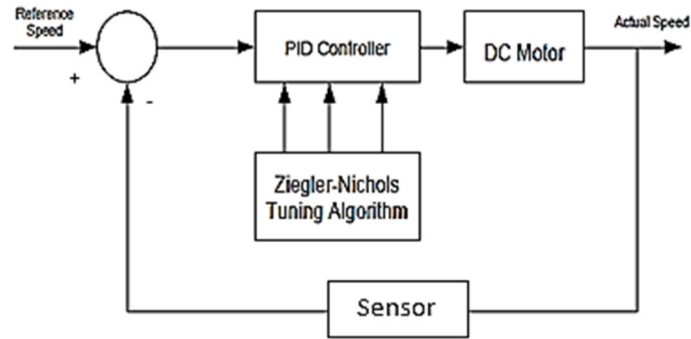 Reference
Speed
+
-
PID Controller
DC Motor
Actual Speed
Ziegler-Nichols
Tuning Algorithm
Sensor